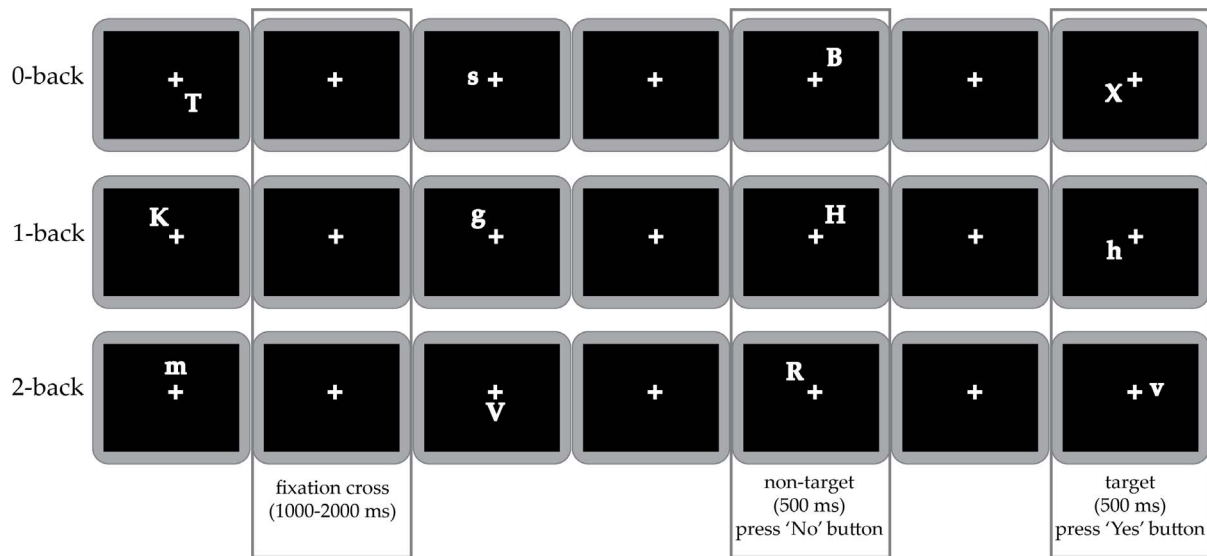 0-back
T
s
B
X
1-back
K
g
H
h
2-back
m
V
R
v
fixation cross
(1000-2000 ms)
non-target
(500 ms)
press ‘No’ button
target
(500 ms)
press ‘Yes’ button